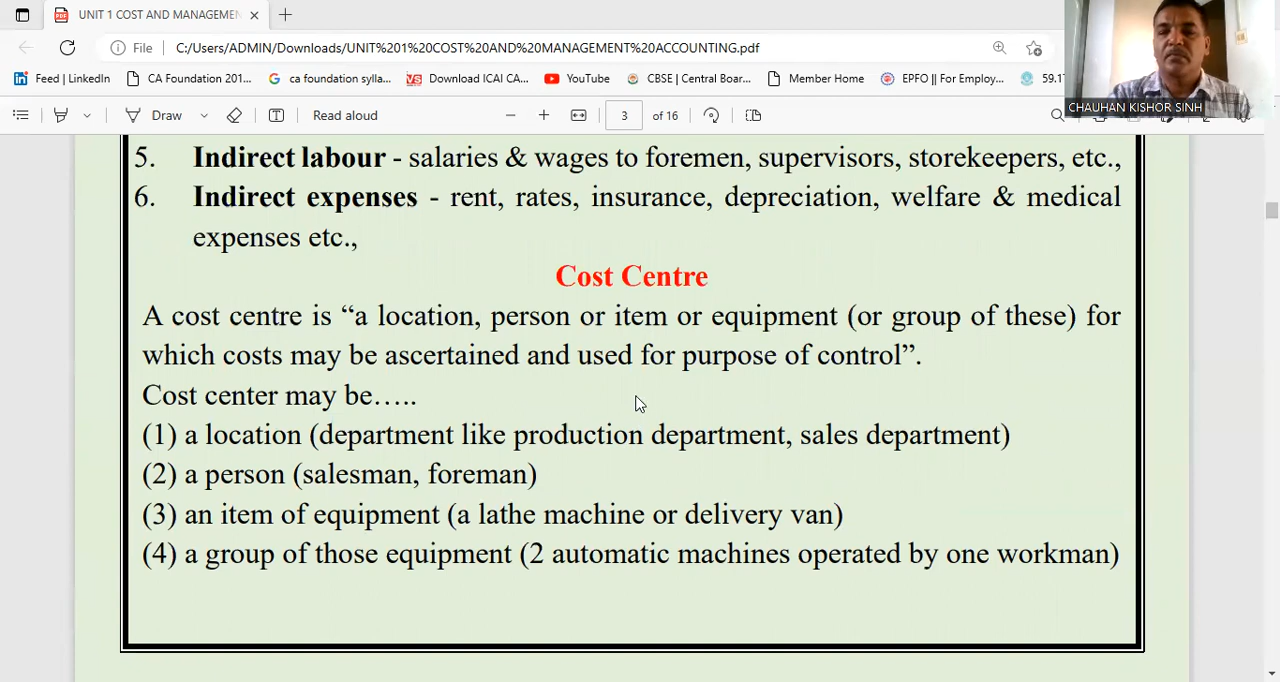 UNIT 1 COST AND MANAGEMEN
File C:/Users/ADMIN/Downloads/UNIT%201%20COST%20AND%20MANAGEMENT%20ACCOUNTING.pdf
Feed | LinkedIn CA Foundation 201... ca foundation sylla... Download ICAI CA... YouTube CBSE | Central Boar... Member Home EPFO || For Employ... 59.1
CHAUHAN KISHOR SINH
Draw Read aloud 3 of 16
5. Indirect labour - salaries & wages to foremen, supervisors, storekeepers, etc.,
6. Indirect expenses - rent, rates, insurance, depreciation, welfare & medical
expenses etc.,
Cost Centre
A cost centre is “a location, person or item or equipment (or group of these) for
which costs may be ascertained and used for purpose of control”.
Cost center may be…..
(1) a location (department like production department, sales department)
(2) a person (salesman, foreman)
(3) an item of equipment (a lathe machine or delivery van)
(4) a group of those equipment (2 automatic machines operated by one workman)